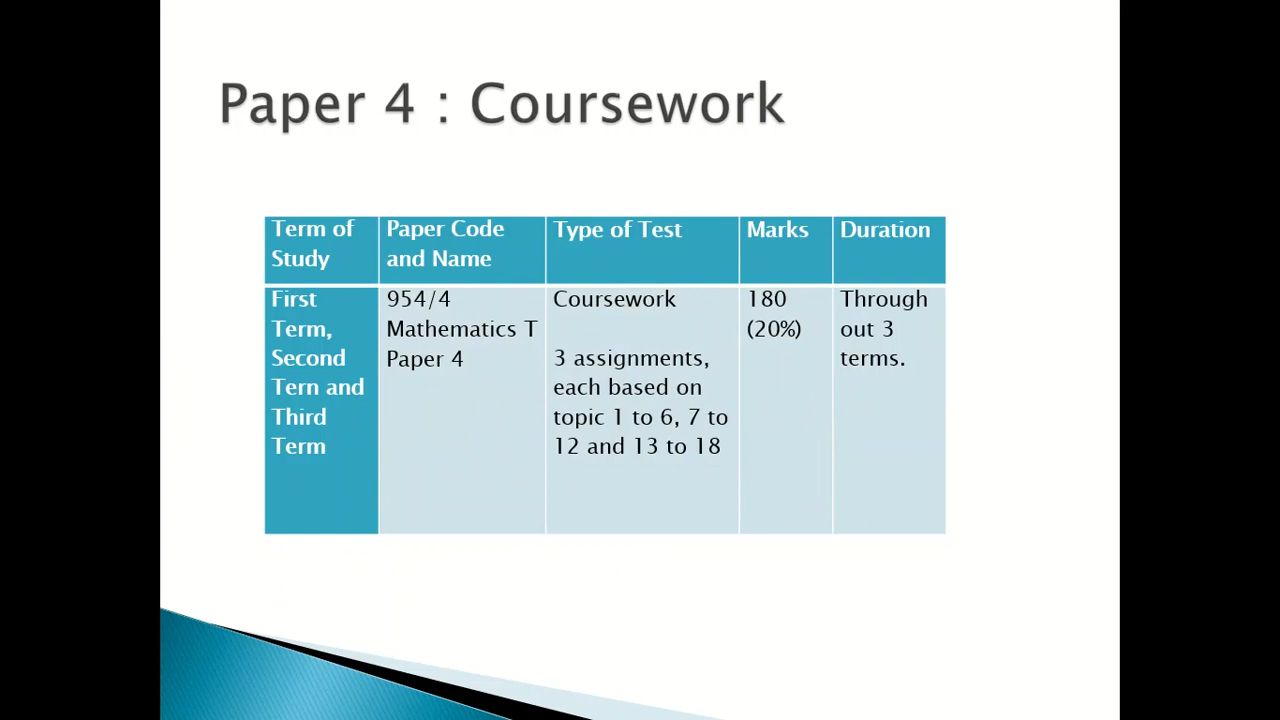 Paper 4 : Coursework
Term of
Study
Paper Code
and Name
Type of Test
Marks
Duration
First
Term,
Second
Tern and
Third
Term
954/4
Mathematics T
Paper 4
Coursework
3 assignments,
each based on
topic 1 to 6, 7 to
12 and 13 to 18
180
(20%)
Through
out 3
terms.